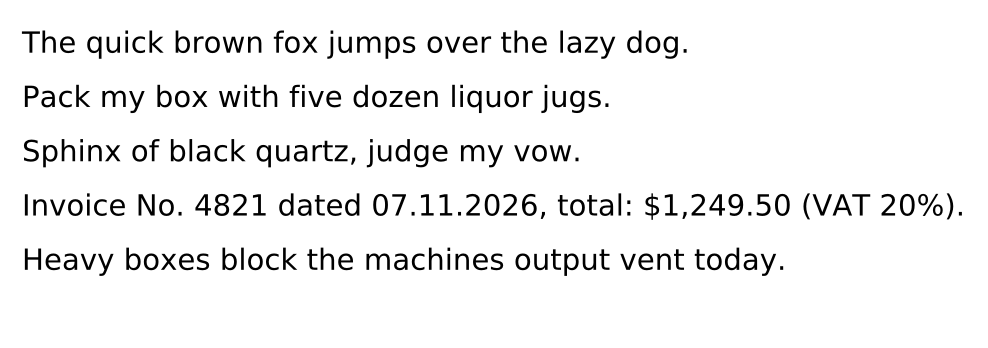 The quick brown fox jumps over the lazy dog.
Pack my box with five dozen liquor jugs.
Sphinx of black quartz, judge my vow.
Invoice No. 4821 dated 07.11.2026, total: $1,249.50 (VAT 20%).
Heavy boxes block the machines output vent today.